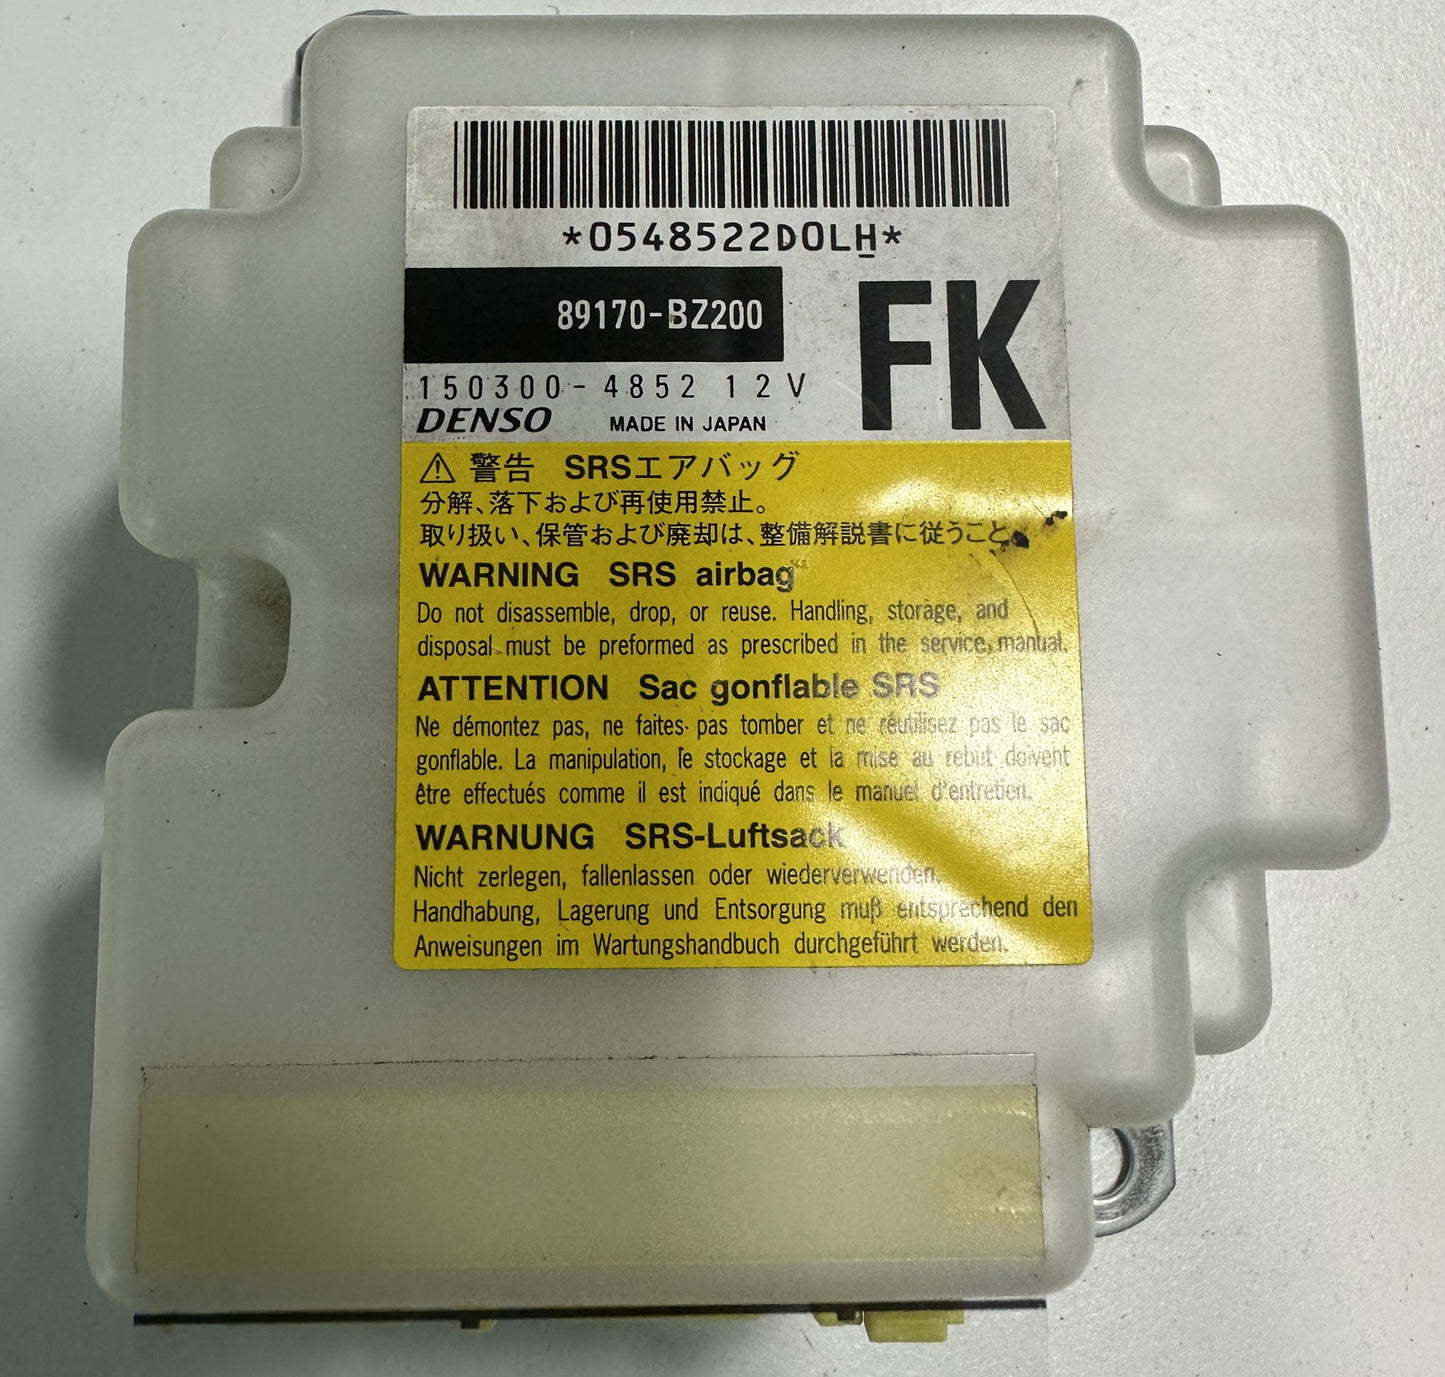 *0548522D0LH*
89170-BZ200
FK
150300-4852 12V
DENSO MADE IN JAPAN
⚠ 警告 SRSエアバッグ
分解、落下および再使用禁止。
取り扱い、保管および廃却は、整備解説書に従うこと。
WARNING SRS airbag
Do not disassemble, drop, or reuse. Handling, storage, and
disposal must be preformed as prescribed in the service manual.
ATTENTION Sac gonflable SRS
Ne démontez pas, ne faites pas tomber et ne réutilisez pas le sac
gonflable. La manipulation, le stockage et la mise au rebut doivent
être effectués comme il est indiqué dans le manuel d'entretien.
WARNUNG SRS-Luftsack
Nicht zerlegen, fallenlassen oder wiederverwenden.
Handhabung, Lagerung und Entsorgung muß entsprechend den
Anweisungen im Wartungshandbuch durchgeführt werden.